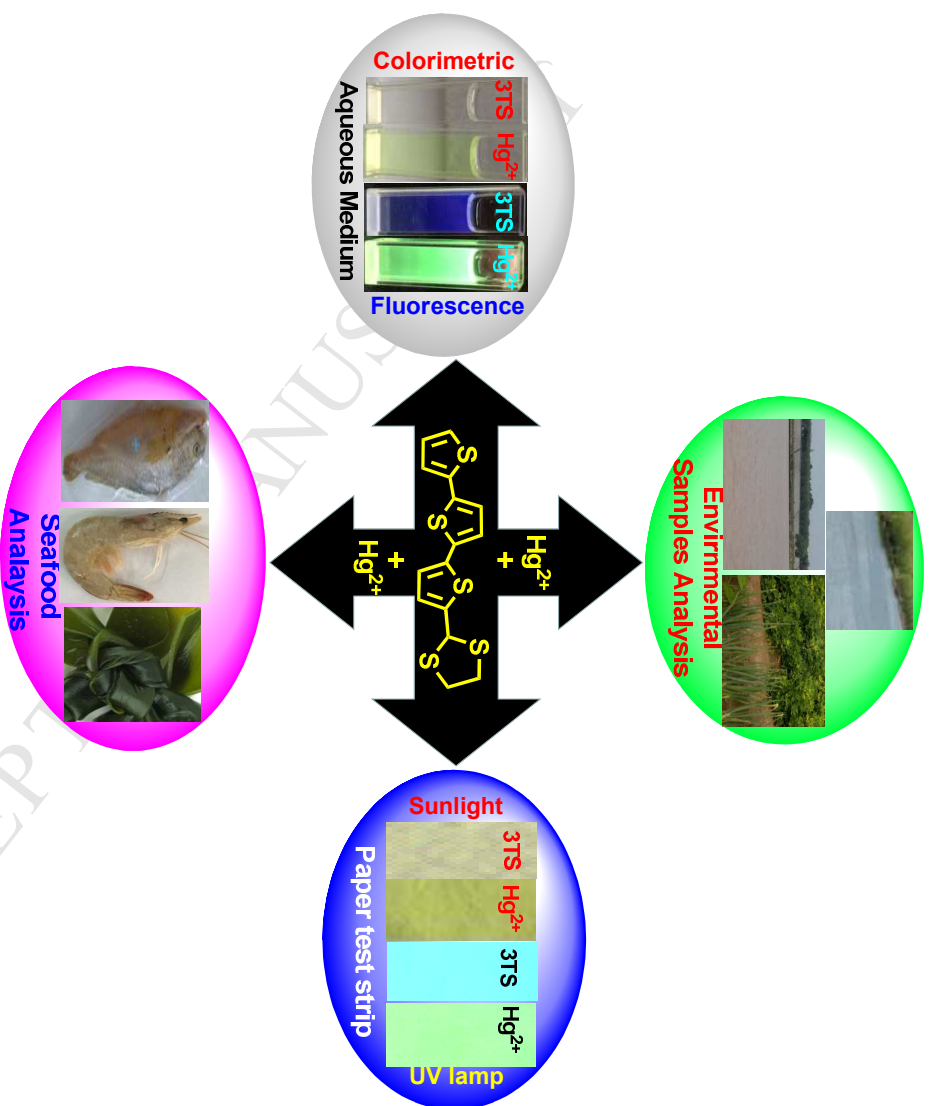 Colorimetric
3TS
Hg2+
3TS
Hg2+
Aqueous Medium
Fluorescence
Envirnmental
Samples Analysis
S
S
S
S
S
+
Hg2+
+
Hg2+
Seafood
Analaysis
Sunlight
3TS
Hg2+
3TS
Hg2+
Paper test strip
UV lamp